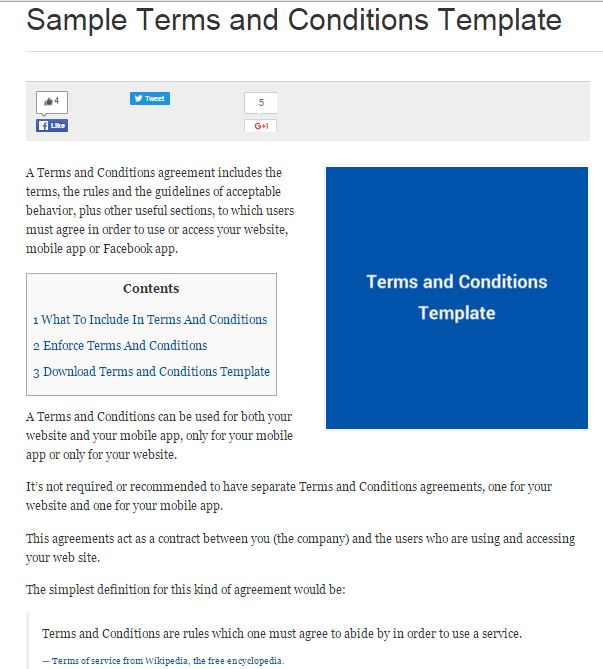 Sample Terms and Conditions Template
4
Tweet
5
Like
G+1
A Terms and Conditions agreement includes the
terms, the rules and the guidelines of acceptable
behavior, plus other useful sections, to which users
must agree in order to use or access your website,
mobile app or Facebook app.
Terms and Conditions
Template
Contents
1 What To Include In Terms And Conditions
2 Enforce Terms And Conditions
3 Download Terms and Conditions Template
A Terms and Conditions can be used for both your
website and your mobile app, only for your mobile
app or only for your website.
It's not required or recommended to have separate Terms and Conditions agreements, one for your
website and one for your mobile app.
This agreements act as a contract between you (the company) and the users who are using and accessing
your web site.
The simplest definition for this kind of agreement would be:
Terms and Conditions are rules which one must agree to abide by in order to use a service.
— Terms of service from Wikipedia, the free encyclopedia.